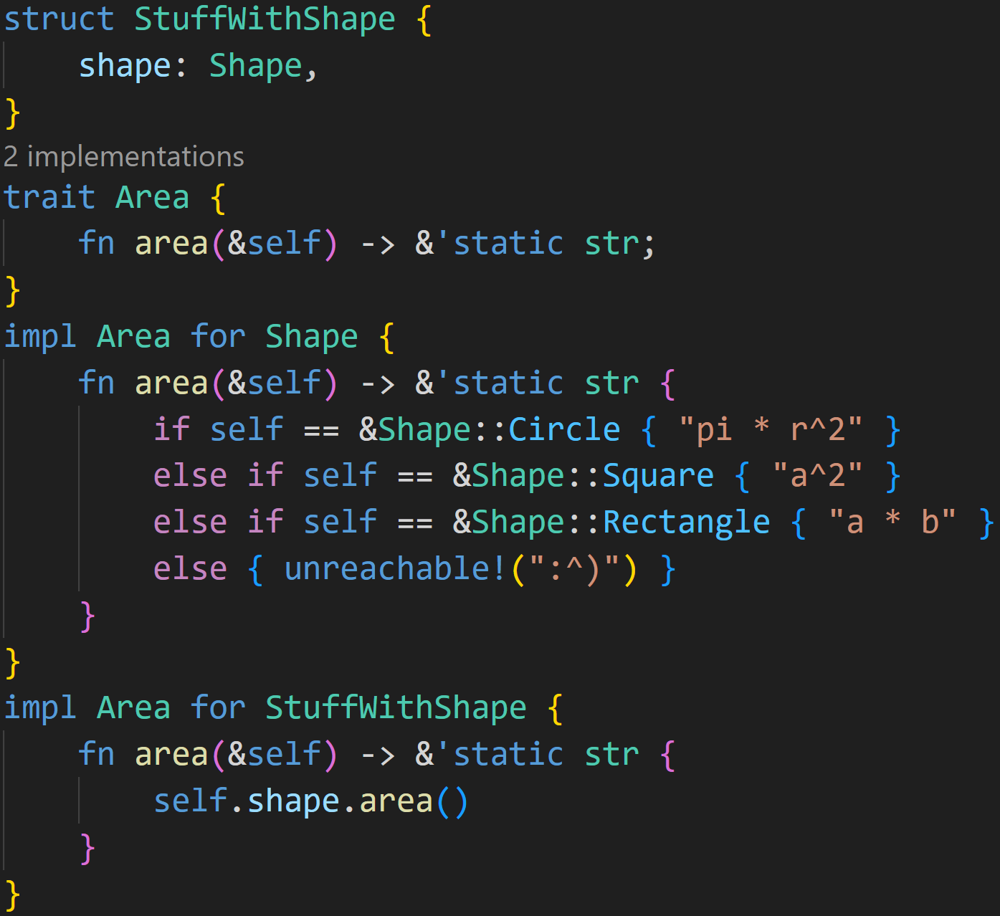 struct StuffWithShape {
    shape: Shape,
}
2 implementations
trait Area {
    fn area(&self) -> &'static str;
}
impl Area for Shape {
    fn area(&self) -> &'static str {
        if self == &Shape::Circle { "pi * r^2" }
        else if self == &Shape::Square { "a^2" }
        else if self == &Shape::Rectangle { "a * b" }
        else { unreachable!(":^)") }
    }
}
impl Area for StuffWithShape {
    fn area(&self) -> &'static str {
        self.shape.area()
    }
}